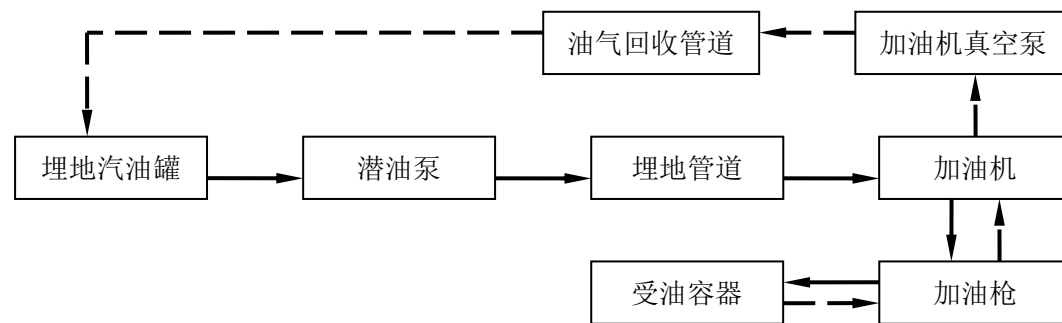 油气回收管道
加油机真空泵
埋地汽油罐
潜油泵
埋地管道
加油机
受油容器
加油枪